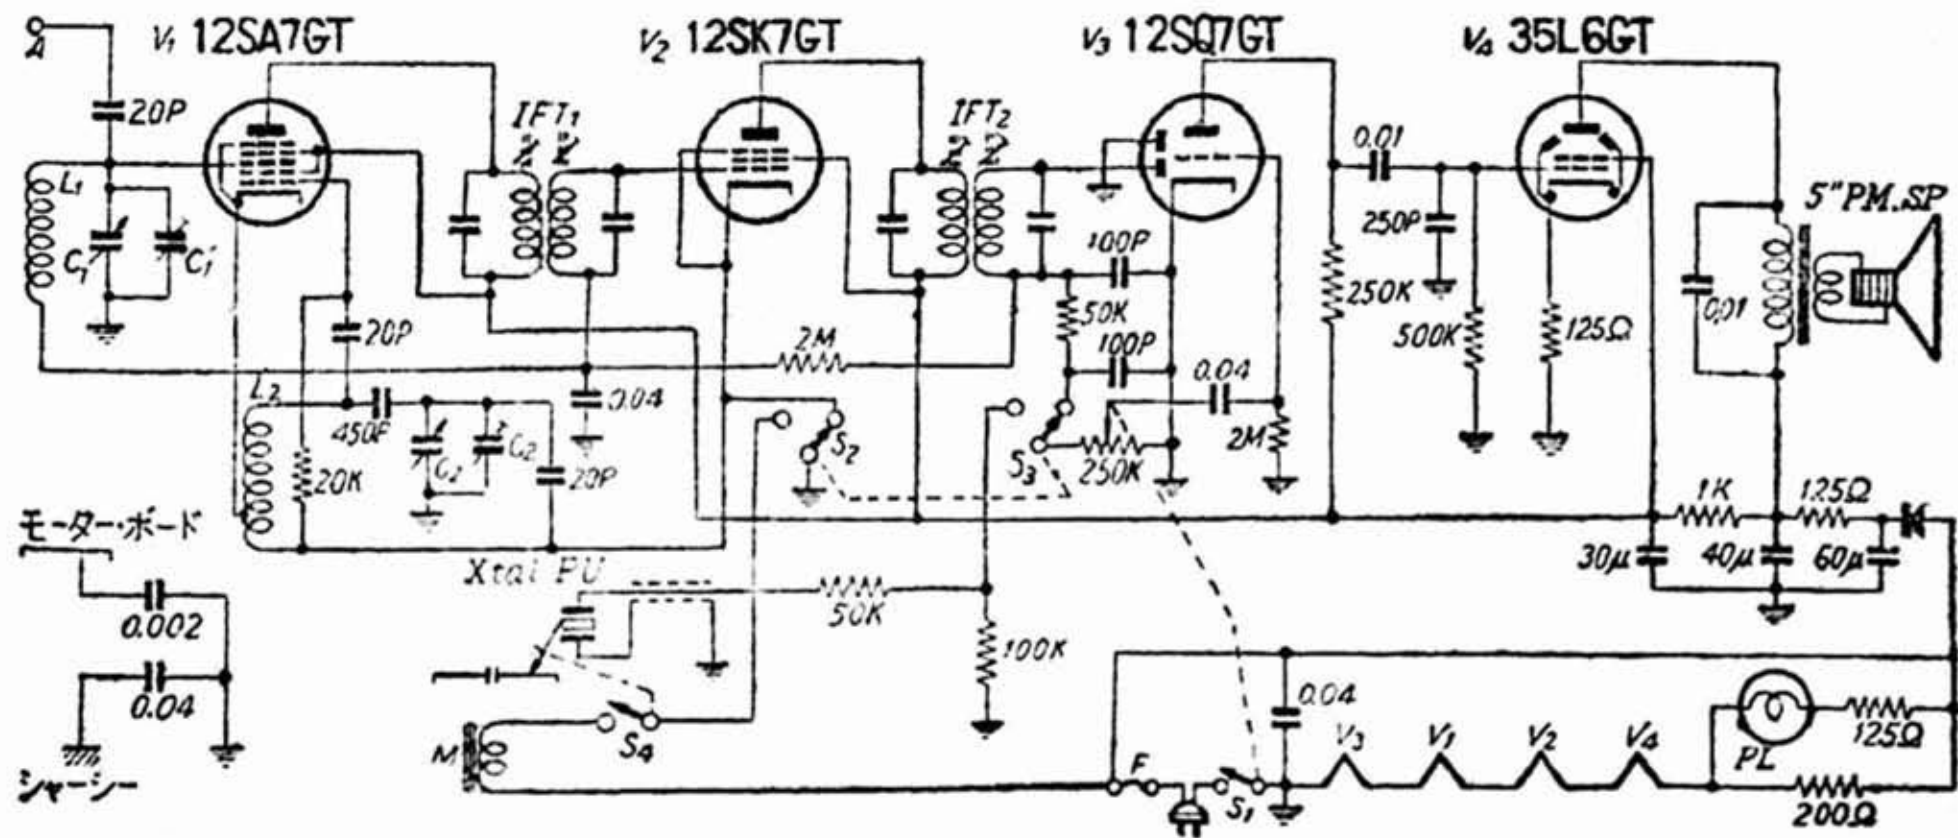 A
V1 12SA7GT
V2 12SK7GT
V3 12SQ7GT
V4 35L6GT
20P
IFT1
IFT2
0.01
L1
C1
C1'
250P
5"PM.SP
100P
250K
0.01
50K
20P
2M
100P
500K
125Ω
L2
0.04
0.04
450P
C2
C2
S2
S3
250K
2M
20K
20P
1K
125Ω
モーター・ボード
Xtal PU
30μ
40μ
60μ
0.002
50K
100K
0.04
0.04
M
S4
F
S1
V3
V1
V2
V4
PL
125Ω
200Ω
シャーシー